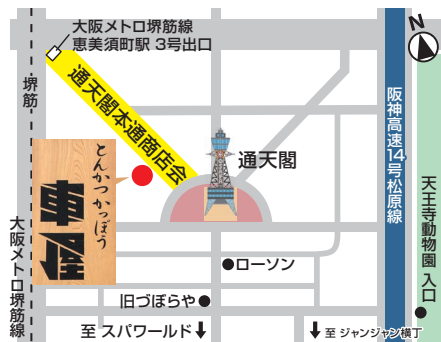 大阪メトロ堺筋線
恵美須町駅 3号出口
N
堺筋
通天閣本通商店会
通天閣
阪神高速14号松原線
とんかつ かっぽう
車屋
天王寺動物園 入口
大阪メトロ堺筋線
ローソン
旧づぼらや
至 スパワールド
至 ジャンジャン横丁